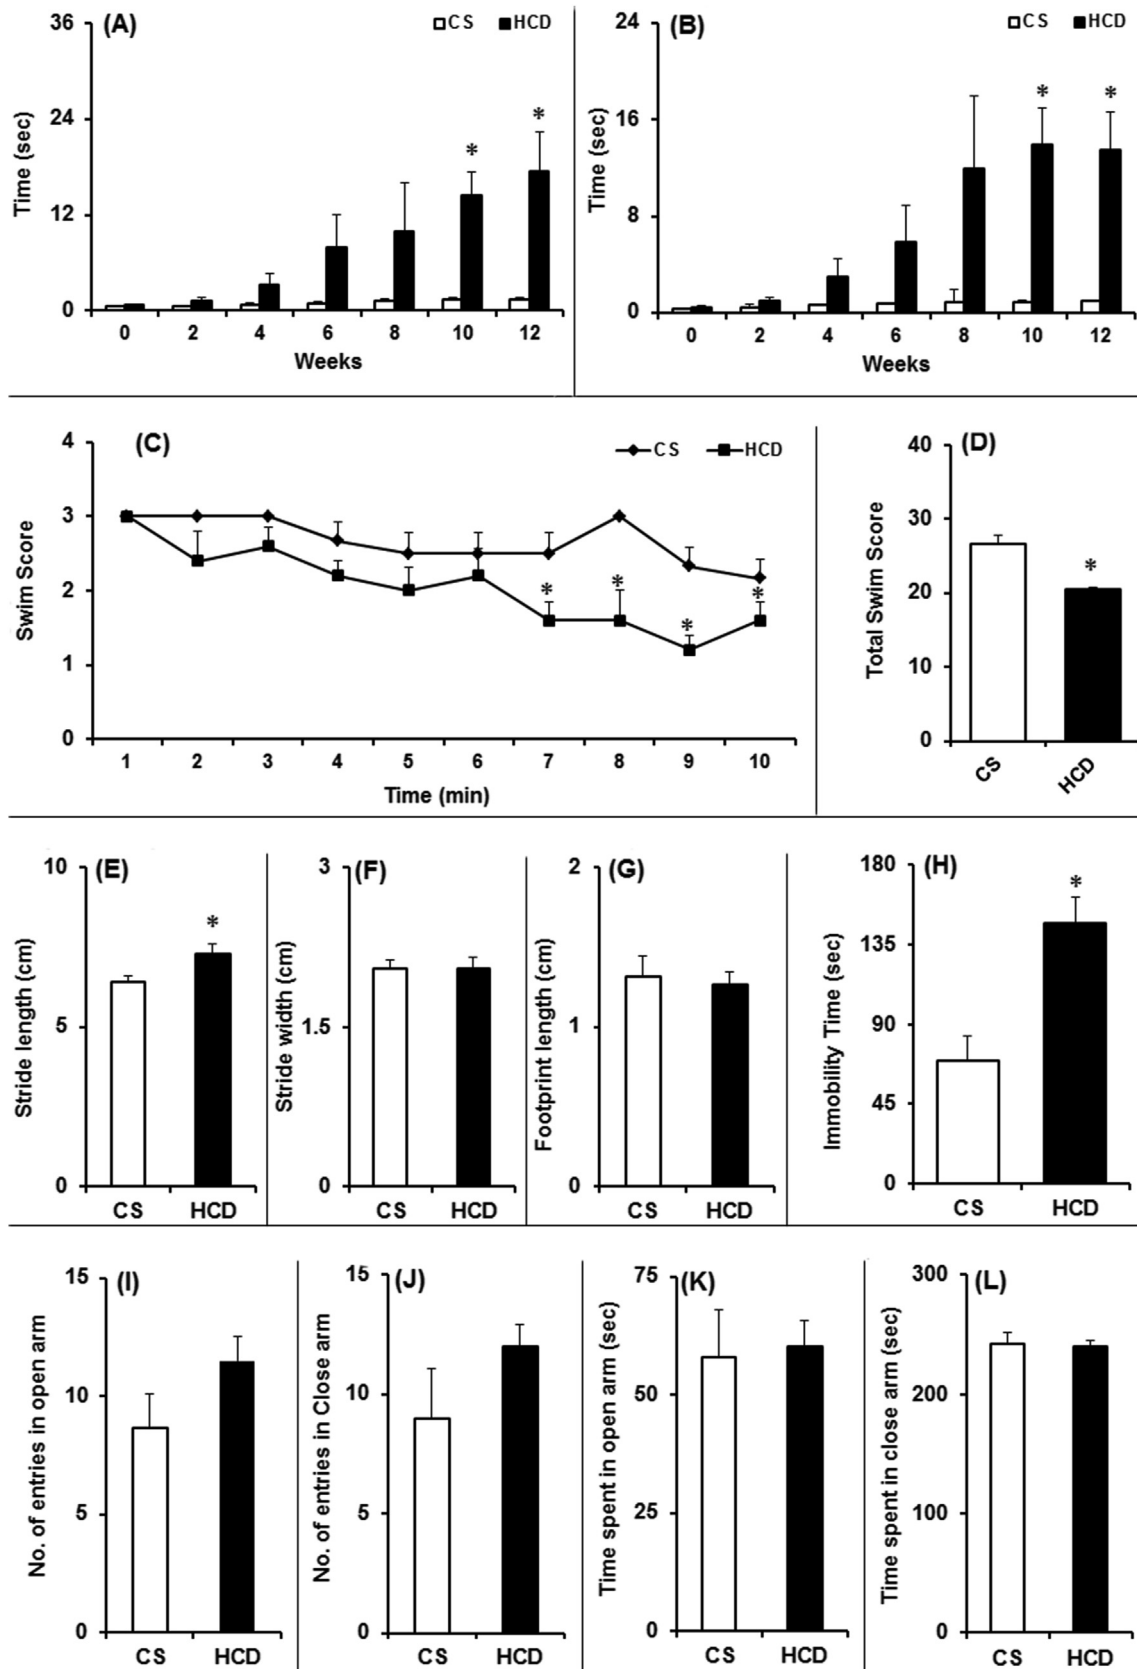 (A)
CS HCD
36
24
12
0
Time (sec)
0 2 4 6 8 10 12
Weeks
* *
(B)
CS HCD
24
16
8
0
Time (sec)
0 2 4 6 8 10 12
Weeks
* *
(C)
CS HCD
4
3
2
1
0
Swim Score
* * * *
1 2 3 4 5 6 7 8 9 10
Time (min)
(D)
40
30
20
10
0
Total Swim Score
*
CS HCD
(E)
10
5
0
Stride length (cm)
*
CS HCD
(F)
3
1.5
0
Stride width (cm)
CS HCD
(G)
2
1
0
Footprint length (cm)
CS HCD
(H)
180
135
90
45
0
Immobility Time (sec)
*
CS HCD
(I)
15
10
5
0
No. of entries in open arm
CS HCD
(J)
15
10
5
0
No. of entries in Close arm
CS HCD
(K)
75
50
25
0
Time spent in open arm (sec)
CS HCD
(L)
300
200
100
0
Time spent in close arm (sec)
CS HCD